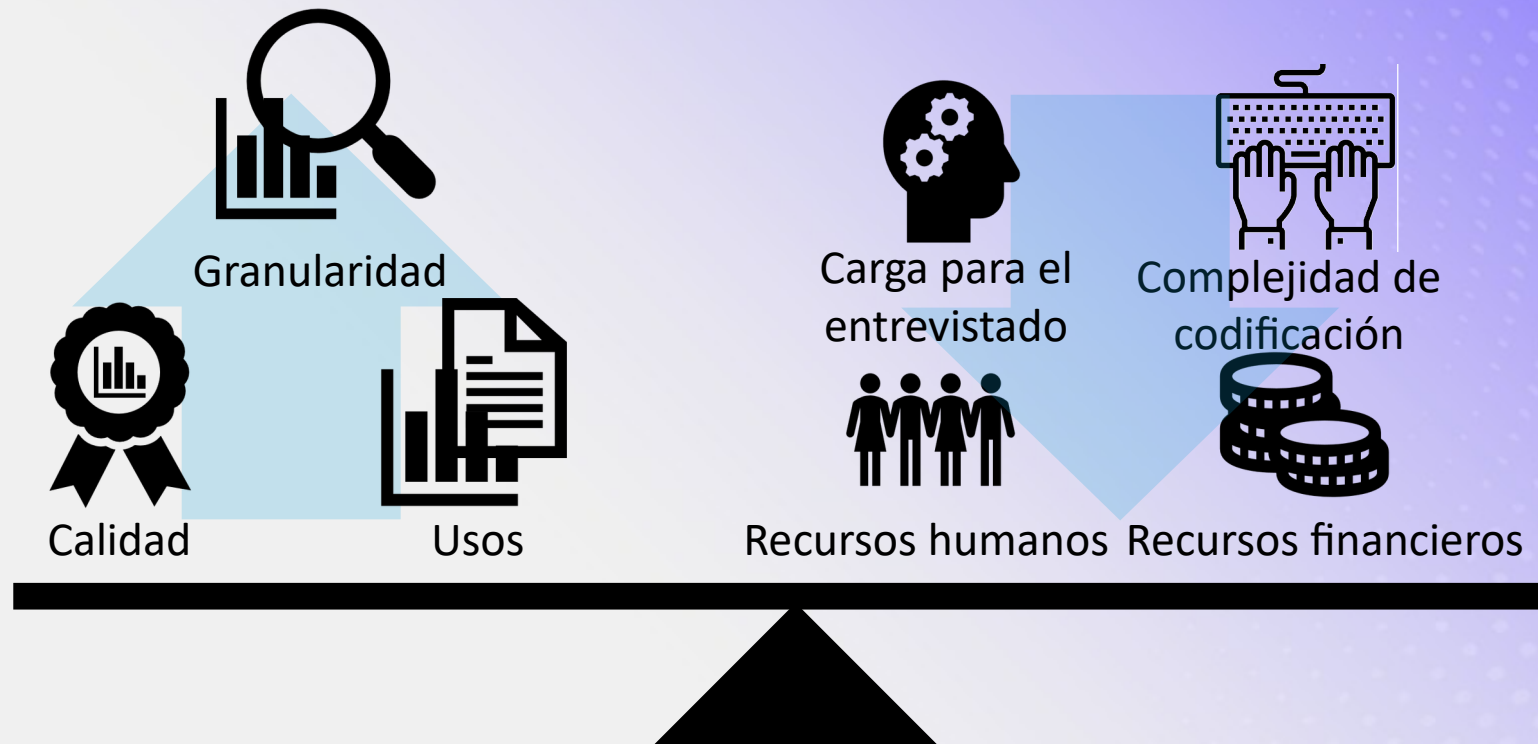 Granularidad
Calidad
Usos
Carga para el
entrevistado
Complejidad de
codificación
Recursos humanos
Recursos financieros